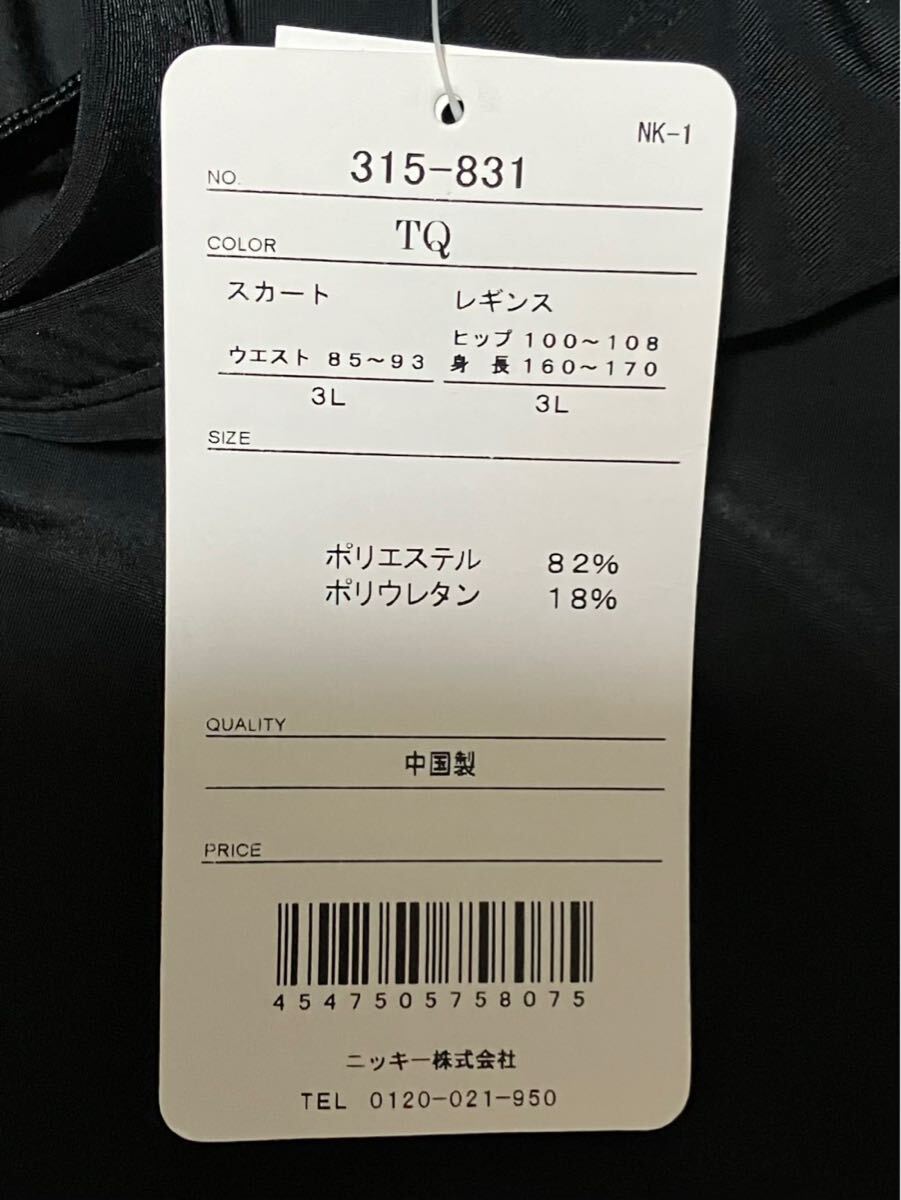 NK-1
NO. 315-831
COLOR TQ
スカート レギンス
ヒップ 100～108
ウエスト 85～93 身 長 160～170
3L 3L
SIZE
ポリエステル 82%
ポリウレタン 18%
QUALITY
中国製
PRICE
4547505758075
ニッキー株式会社
TEL 0120-021-950